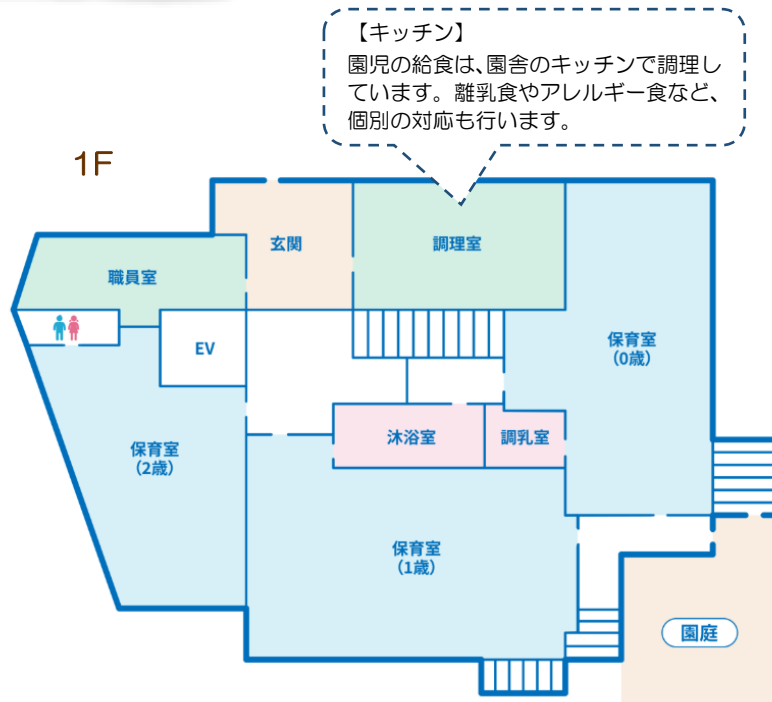 【キッチン】
園児の給食は、園舎のキッチンで調理し
ています。離乳食やアレルギー食など、
個別の対応も行います。
1F
玄関
調理室
職員室
EV
保育室
(0歳)
沐浴室
調乳室
保育室
(2歳)
保育室
(1歳)
園庭